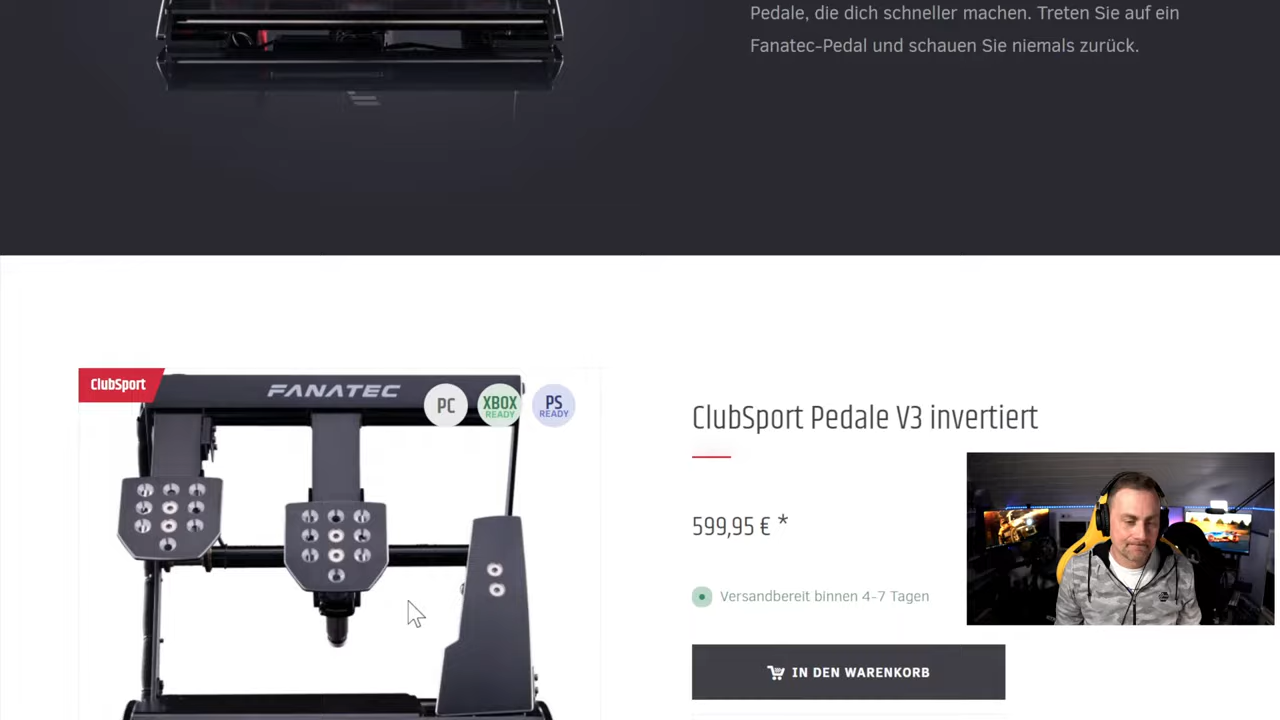 Pedale, die dich schneller machen. Treten Sie auf ein
Fanatec-Pedal und schauen Sie niemals zurück.
ClubSport
FANATEC
PC
XBOX
READY
PS
READY
ClubSport Pedale V3 invertiert
599,95 € *
Versandbereit binnen 4-7 Tagen
IN DEN WARENKORB